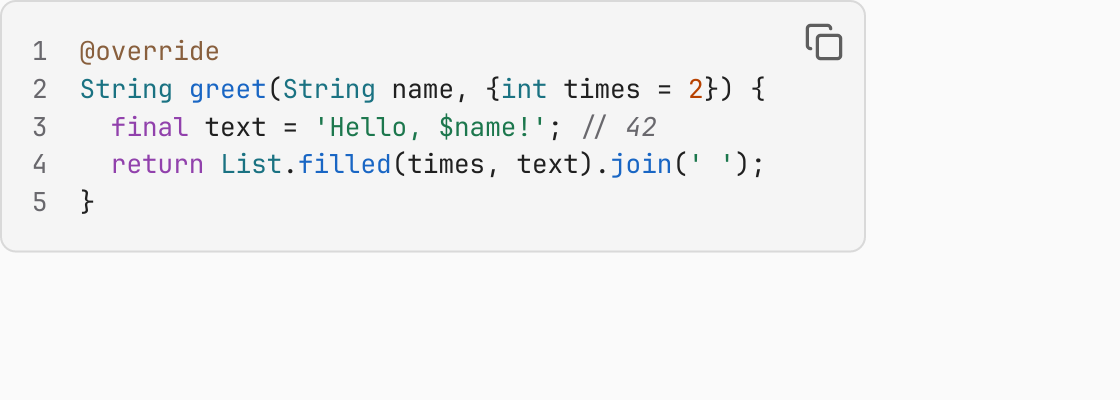 1 @override
2 String greet(String name, {int times = 2}) {
3   final text = 'Hello, $name!'; // 42
4   return List.filled(times, text).join(' ');
5 }